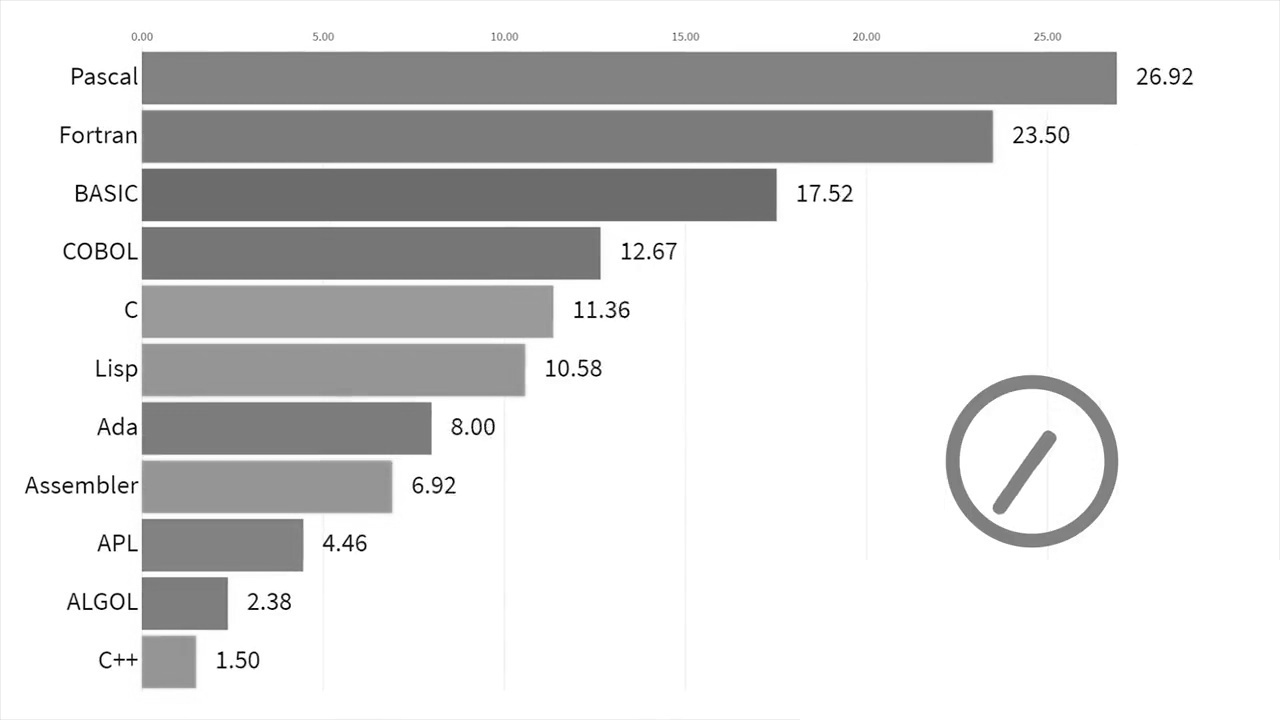 0.00 5.00 10.00 15.00 20.00 25.00
Pascal 26.92
Fortran 23.50
BASIC 17.52
COBOL 12.67
C 11.36
Lisp 10.58
Ada 8.00
Assembler 6.92
APL 4.46
ALGOL 2.38
C++ 1.50